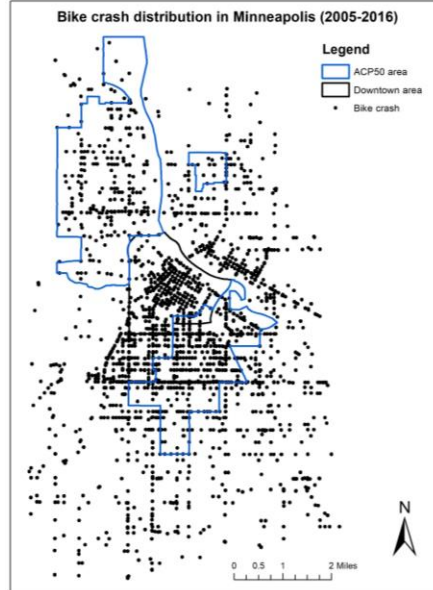 Bike crash distribution in Minneapolis (2005-2016)
Legend
ACP50 area
Downtown area
Bike crash
N
0 0.5 1 2 Miles